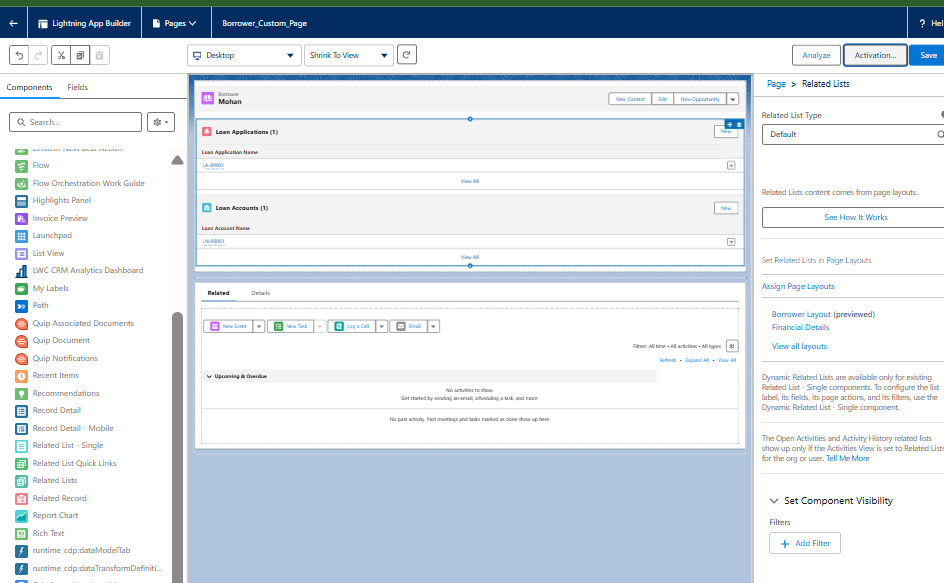 Lightning App Builder
Pages
Borrower_Custom_Page
? Hel
Desktop
Shrink To View
Analyze
Activation...
Save
Components
Fields
Search...
Einstein Next Best Action
Flow
Flow Orchestration Work Guide
Highlights Panel
Invoice Preview
Launchpad
List View
LWC CRM Analytics Dashboard
My Labels
Path
Quip Associated Documents
Quip Document
Quip Notifications
Recent Items
Recommendations
Record Detail
Record Detail - Mobile
Related List - Single
Related List Quick Links
Related Lists
Related Record
Report Chart
Rich Text
runtime_cdp:dataModelTab
runtime_cdp:dataTransformDefiniti...
Borrower
Mohan
New Contact
Edit
New Opportunity
Loan Applications (1)
New
Loan Application Name
LA-00001
View All
Loan Accounts (1)
New
Loan Account Name
LN-00001
View All
Related
Details
New Event
New Task
Log a Call
Email
Filters: All time • All activities • All types
Refresh • Expand All • View All
Upcoming & Overdue
No activities to show.
Get started by sending an email, scheduling a task, and more.
No past activity. Past meetings and tasks marked as done show up here.
Page > Related Lists
Related List Type
Default
Related Lists content comes from page layouts.
See How It Works
Set Related Lists in Page Layouts
Assign Page Layouts
Borrower Layout (previewed)
Financial Details
View all layouts
Dynamic Related Lists are available only for existing
Related List - Single components. To configure the list
label, its fields, its page actions, and its filters, use the
Dynamic Related List - Single component.
The Open Activities and Activity History related lists
show up only if the Activities View is set to Related Lists
for the org or user. Tell Me More
Set Component Visibility
Filters
Add Filter